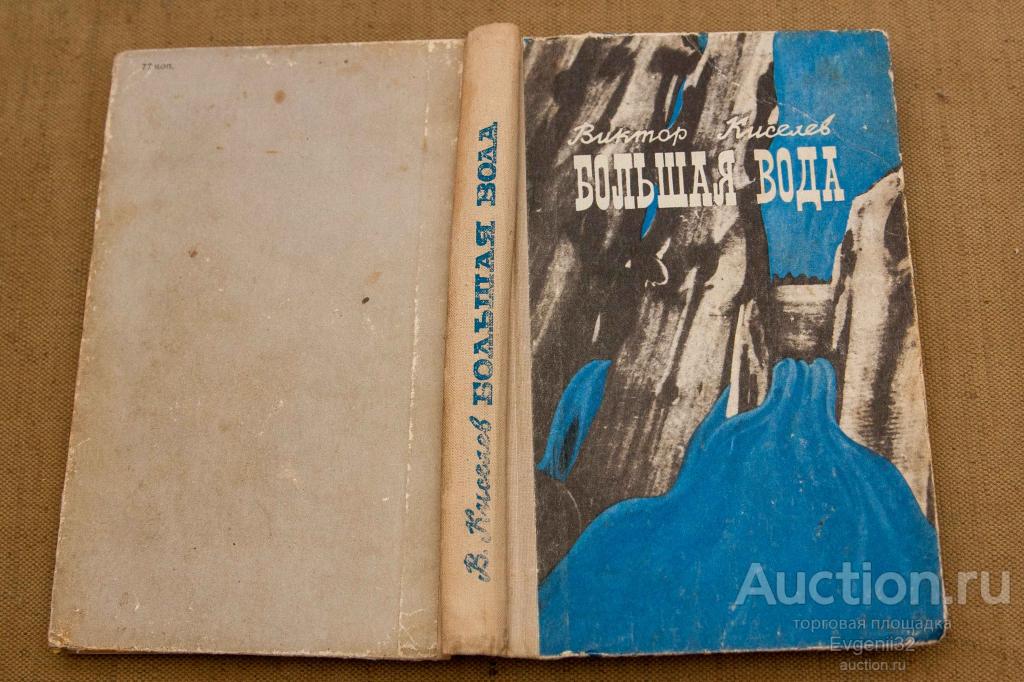 77 коп.
В. Киселев БОЛЬШАЯ ВОДА
Виктор Киселев
БОЛЬШАЯ ВОДА
Auction.ru
торговая площадка
Evgenii32
auction.ru